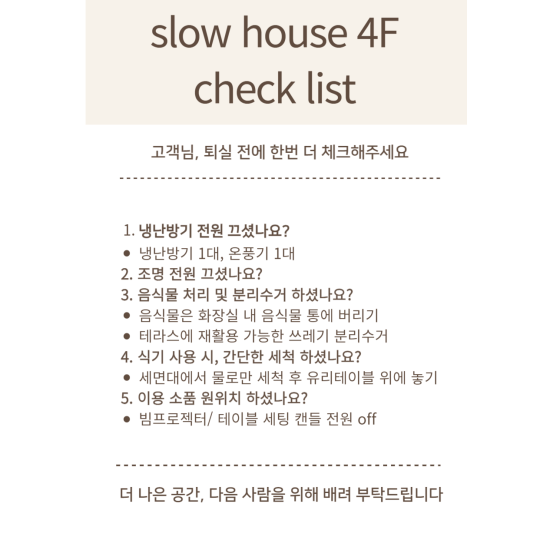 slow house 4F
check list
고객님, 퇴실 전에 한번 더 체크해주세요
1. 냉난방기 전원 끄셨나요?
• 냉난방기 1대, 온풍기 1대
2. 조명 전원 끄셨나요?
3. 음식물 처리 및 분리수거 하셨나요?
• 음식물은 화장실 내 음식물 통에 버리기
• 테라스에 재활용 가능한 쓰레기 분리수거
4. 식기 사용 시, 간단한 세척 하셨나요?
• 세면대에서 물로만 세척 후 유리테이블 위에 놓기
5. 이용 소품 원위치 하셨나요?
• 빔프로젝터/ 테이블 세팅 캔들 전원 off
더 나은 공간, 다음 사람을 위해 배려 부탁드립니다